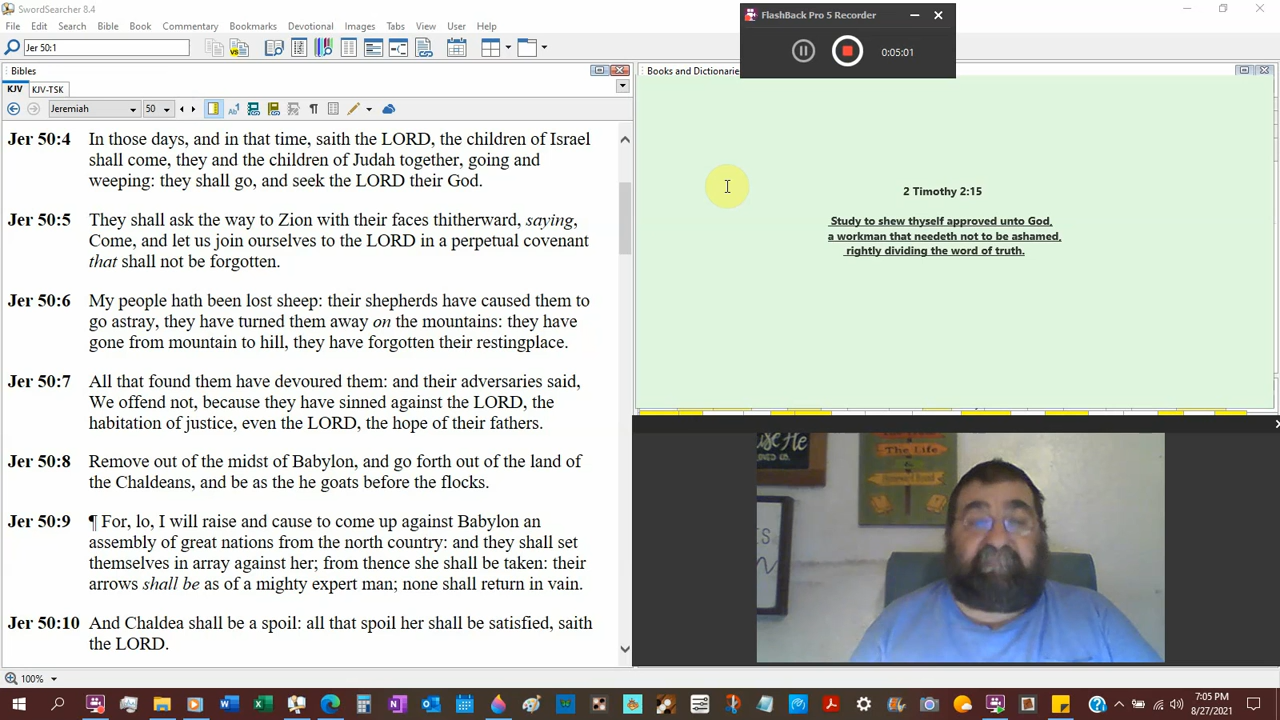 SwordSearcher 8.4
FlashBack Pro 5 Recorder
0:05:01
File Edit Search Bible Book Commentary Bookmarks Devotional Images Tabs View User Help
Jer 50:1
Bibles
Books and Dictionarie
KJV KJV-TSK
Jeremiah 50
Jer 50:4 In those days, and in that time, saith the LORD, the children of Israel
shall come, they and the children of Judah together, going and
weeping: they shall go, and seek the LORD their God.
Jer 50:5 They shall ask the way to Zion with their faces thitherward, saying,
Come, and let us join ourselves to the LORD in a perpetual covenant
that shall not be forgotten.
Jer 50:6 My people hath been lost sheep: their shepherds have caused them to
go astray, they have turned them away on the mountains: they have
gone from mountain to hill, they have forgotten their restingplace.
Jer 50:7 All that found them have devoured them: and their adversaries said,
We offend not, because they have sinned against the LORD, the
habitation of justice, even the LORD, the hope of their fathers.
Jer 50:8 Remove out of the midst of Babylon, and go forth out of the land of
the Chaldeans, and be as the he goats before the flocks.
Jer 50:9 ¶ For, lo, I will raise and cause to come up against Babylon an
assembly of great nations from the north country: and they shall set
themselves in array against her; from thence she shall be taken: their
arrows shall be as of a mighty expert man; none shall return in vain.
Jer 50:10 And Chaldea shall be a spoil: all that spoil her shall be satisfied, saith
the LORD.
100%
2 Timothy 2:15
Study to shew thyself approved unto God,
a workman that needeth not to be ashamed,
rightly dividing the word of truth.
use He
The Life
7:05 PM
8/27/2021